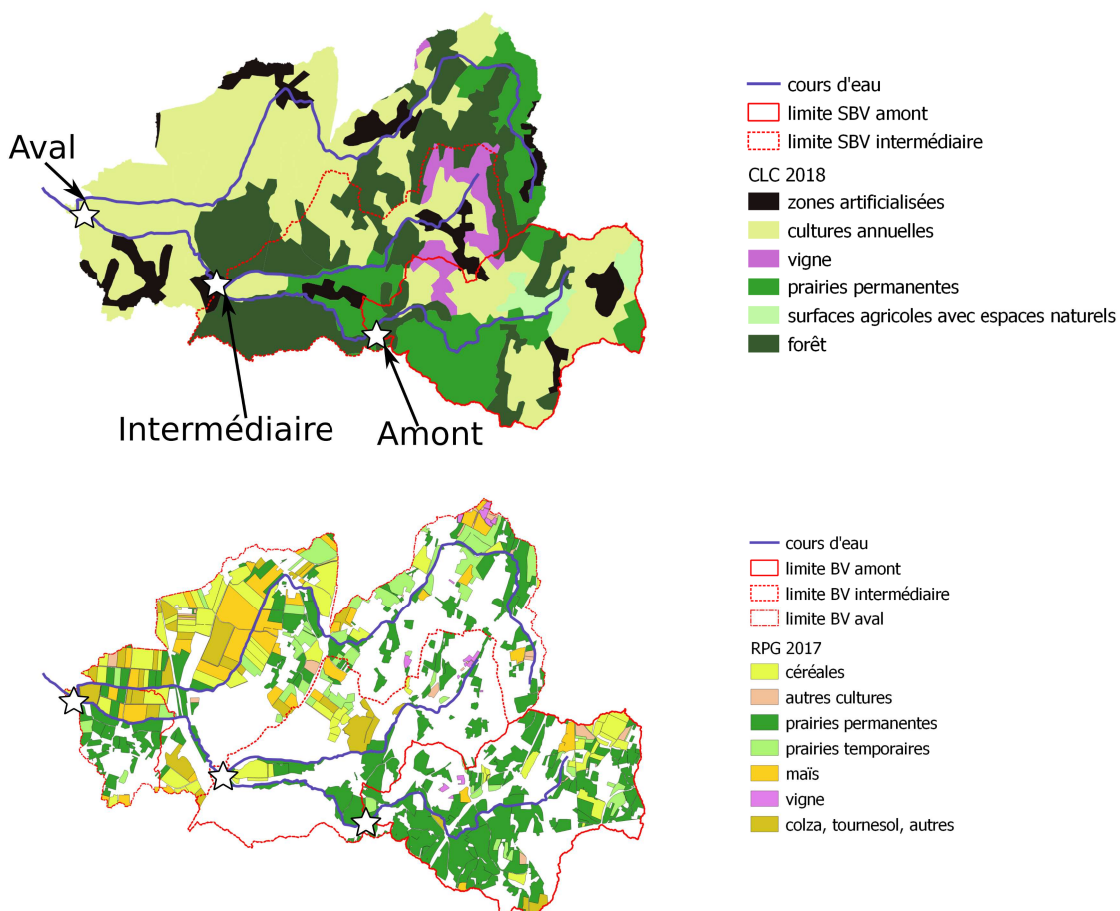 Aval
Intermédiaire
Amont
cours d'eau
limite SBV amont
limite SBV intermédiaire
CLC 2018
zones artificialisées
cultures annuelles
vigne
prairies permanentes
surfaces agricoles avec espaces naturels
forêt
cours d'eau
limite BV amont
limite BV intermédiaire
limite BV aval
RPG 2017
céréales
autres cultures
prairies permanentes
prairies temporaires
maïs
vigne
colza, tournesol, autres